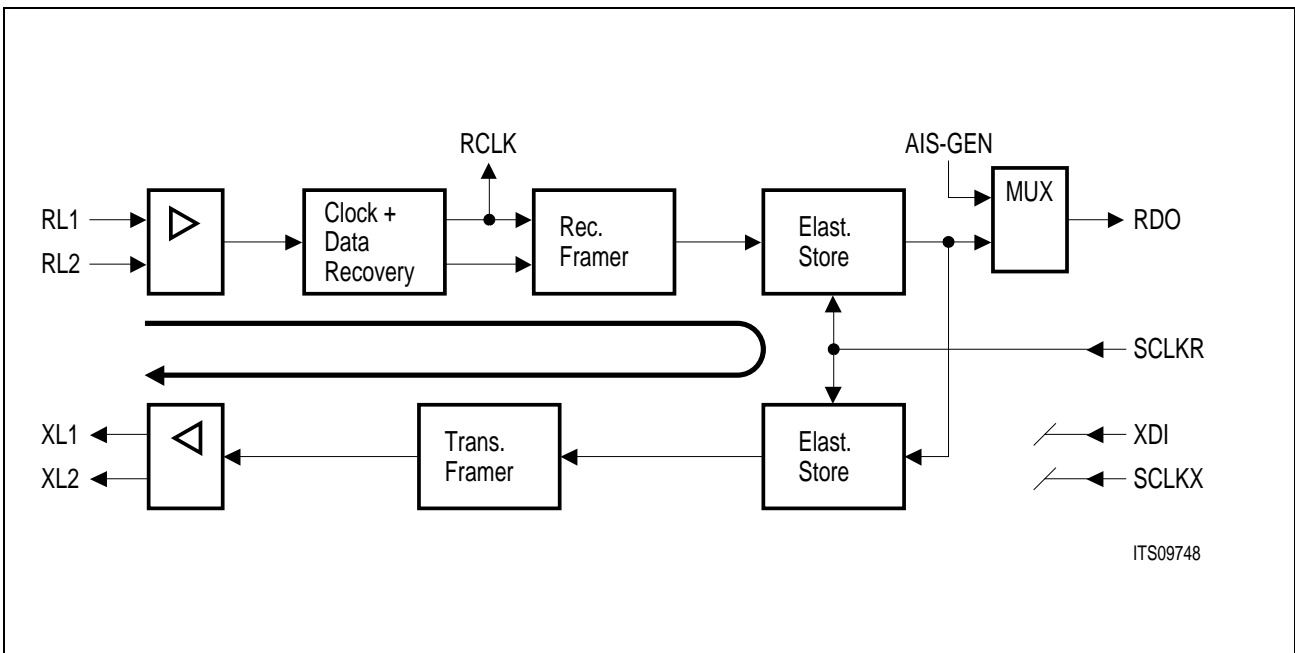 RCLK
AIS-GEN
RL1
RL2
Clock +
Data
Recovery
Rec.
Framer
Elast.
Store
MUX
RDO
SCLKR
XL1
XL2
Trans.
Framer
Elast.
Store
XDI
SCLKX
ITS09748